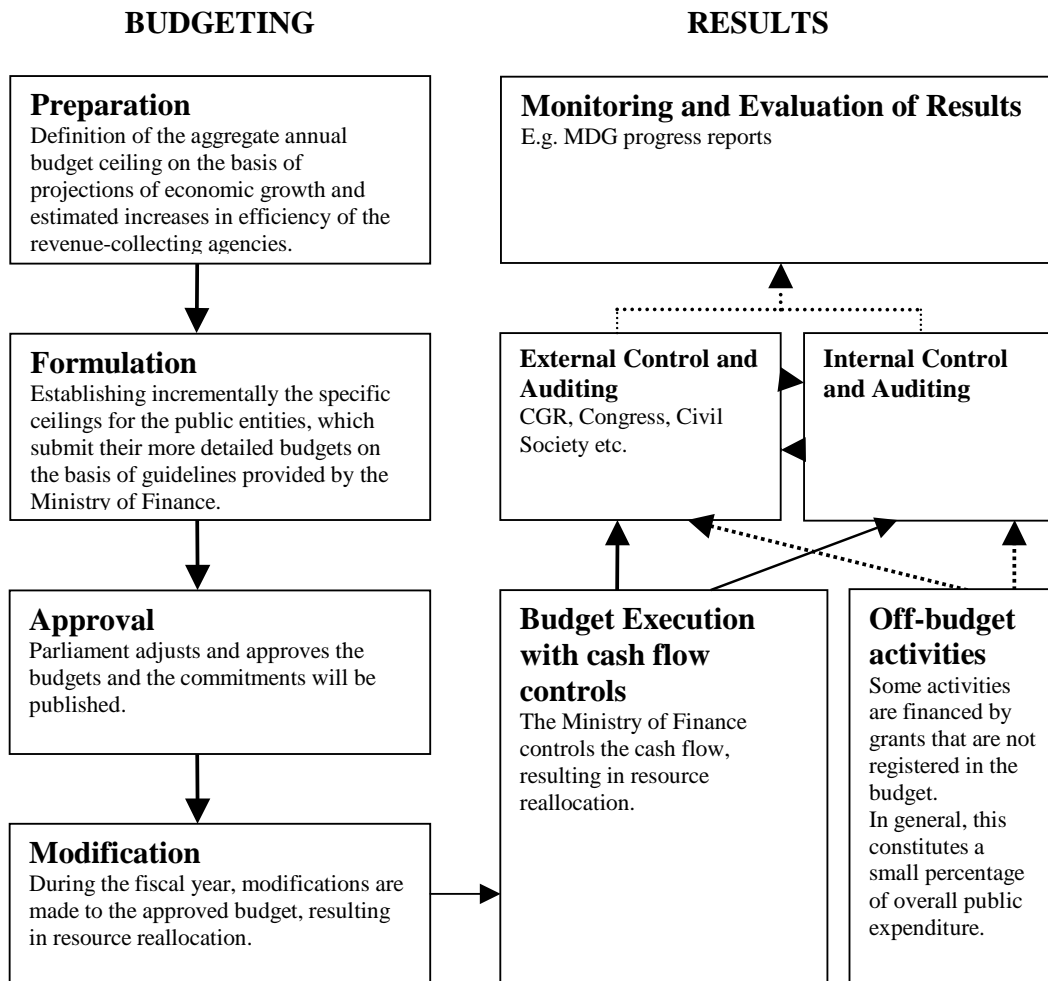 BUDGETING
Preparation
Definition of the aggregate annual
budget ceiling on the basis of
projections of economic growth and
estimated increases in efficiency of the
revenue-collecting agencies.
Formulation
Establishing incrementally the specific
ceilings for the public entities, which
submit their more detailed budgets on
the basis of guidelines provided by the
Ministry of Finance.
Approval
Parliament adjusts and approves the
budgets and the commitments will be
published.
Modification
During the fiscal year, modifications are
made to the approved budget, resulting
in resource reallocation.
RESULTS
Monitoring and Evaluation of Results
E.g. MDG progress reports
External Control and
Auditing
CGR, Congress, Civil
Society etc.
Internal Control
and Auditing
Budget Execution
with cash flow
controls
The Ministry of Finance
controls the cash flow,
resulting in resource
reallocation.
Off-budget
activities
Some activities
are financed by
grants that are not
registered in the
budget.
In general, this
constitutes a
small percentage
of overall public
expenditure.